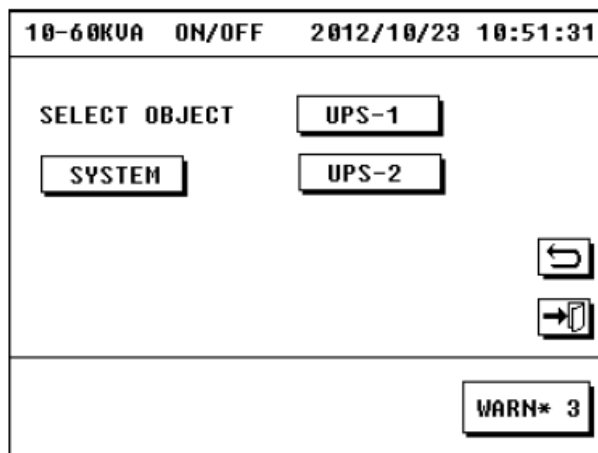 10-60KVA ON/OFF 2012/10/23 10:51:31
SELECT OBJECT UPS-1
SYSTEM UPS-2
WARN* 3